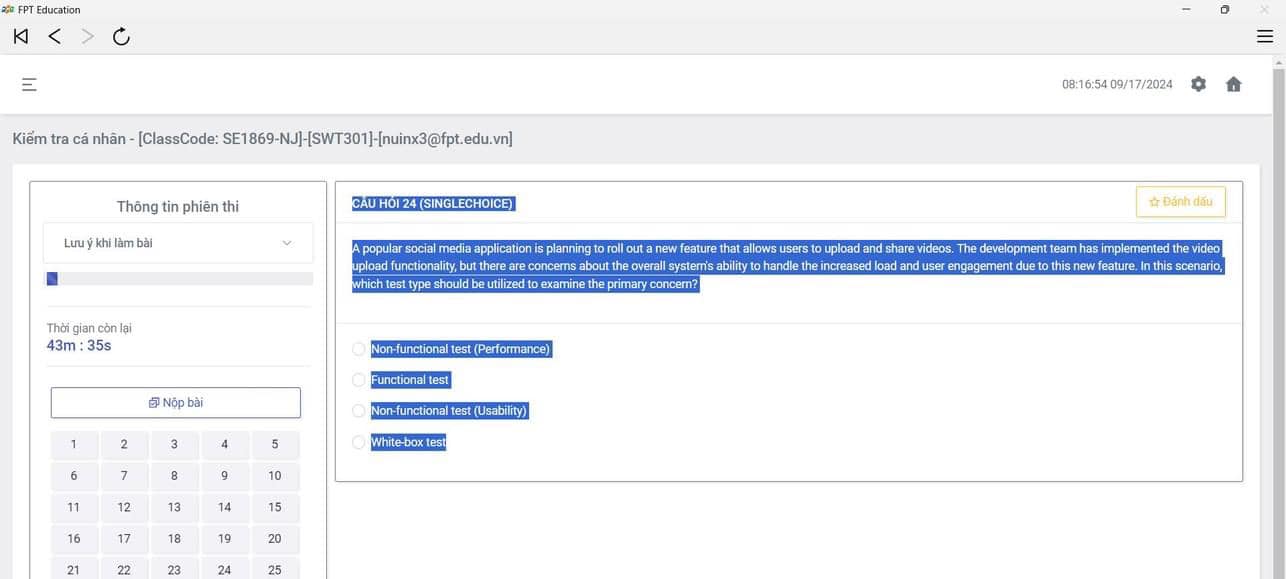 FPT Education
08:16:54 09/17/2024
Kiểm tra cá nhân - [ClassCode: SE1869-NJ]-[SWT301]-[nuinx3@fpt.edu.vn]
Thông tin phiên thi
Lưu ý khi làm bài
Thời gian còn lại
43m : 35s
Nộp bài
1 2 3 4 5
6 7 8 9 10
11 12 13 14 15
16 17 18 19 20
21 22 23 24 25
CÂU HỎI 24 (SINGLECHOICE)
Đánh dấu
A popular social media application is planning to roll out a new feature that allows users to upload and share videos. The development team has implemented the video
upload functionality, but there are concerns about the overall system's ability to handle the increased load and user engagement due to this new feature. In this scenario,
which test type should be utilized to examine the primary concern?
Non-functional test (Performance)
Functional test
Non-functional test (Usability)
White-box test